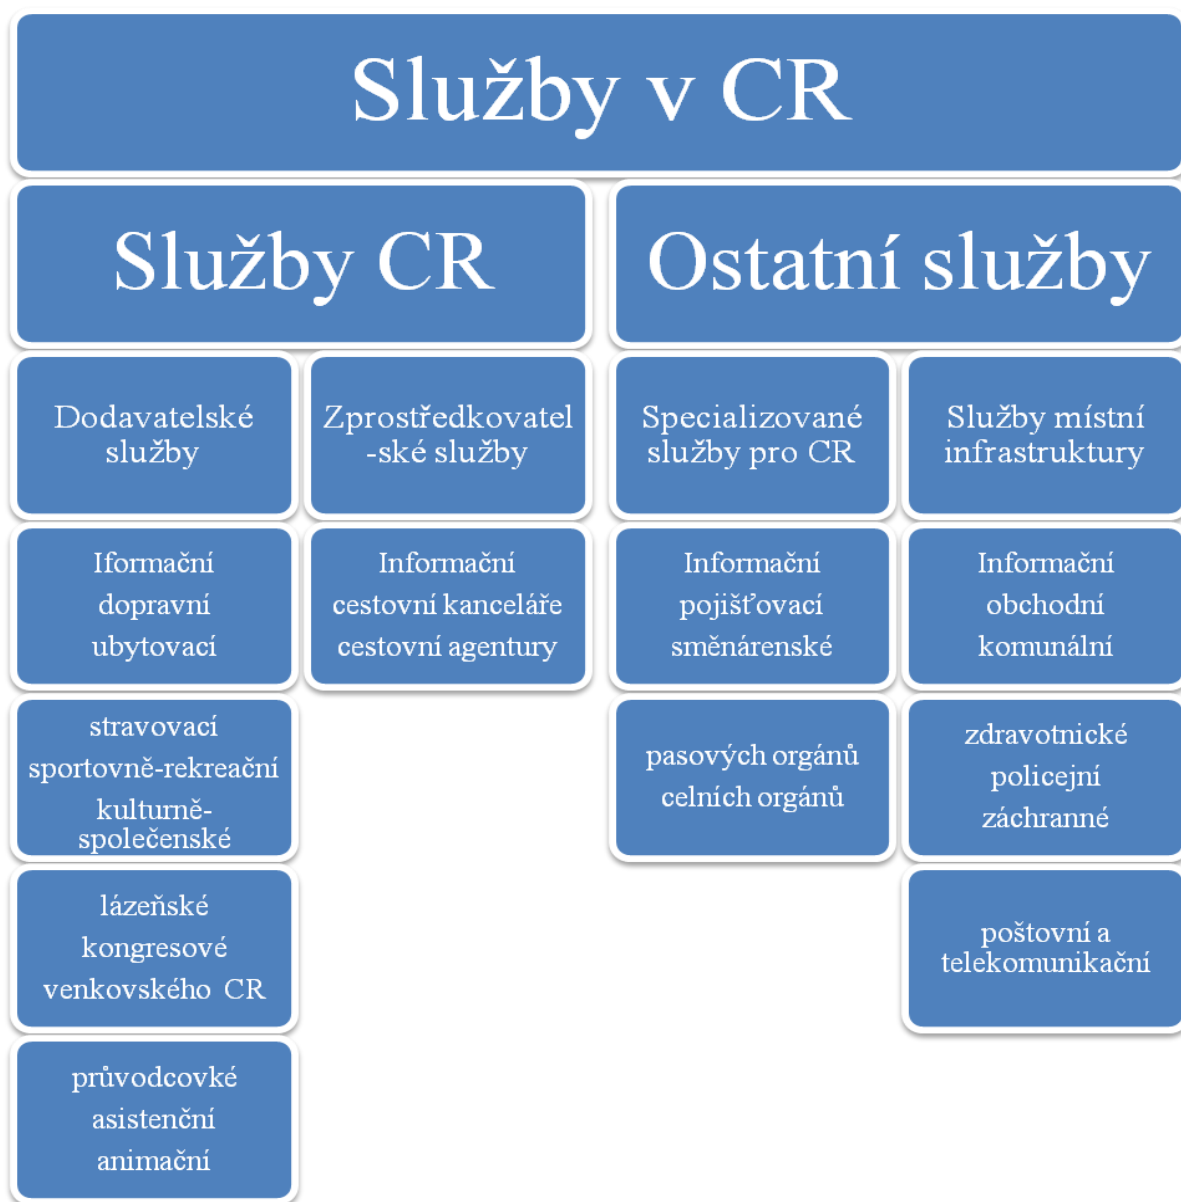 Služby v CR
Služby CR
Ostatní služby
Dodavatelské
služby
Zprostředkovatel
-ské služby
Specializované
služby pro CR
Služby místní
infrastruktury
Iformační
dopravní
ubytovací
Informační
cestovní kanceláře
cestovní agentury
Informační
pojišťovací
směnárenské
Informační
obchodní
komunální
stravovací
sportovně-rekreační
kulturně-
společenské
pasových orgánů
celních orgánů
zdravotnické
policejní
záchranné
lázeňské
kongresové
venkovského CR
poštovní a
telekomunikační
průvodcovké
asistenční
animační